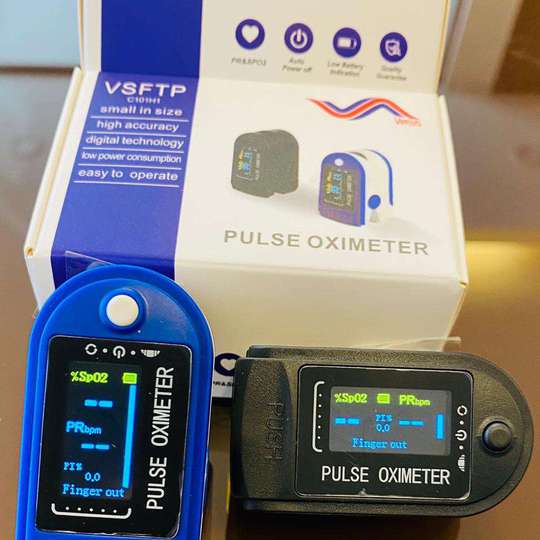 PR&SPO2
Auto
Power off
Low Battery
Indication
Quality
Guarantee
VSFTP
C101H1
small in size
high accuracy
digital technology
low power consumption
easy to operate
PULSE OXIMETER
%SpO2
PRbpm
PI%
0.0
Finger out
PULSE OXIMETER
PUSH
%SpO2
PRbpm
PI%
0.0
Finger out
PULSE OXIMETER